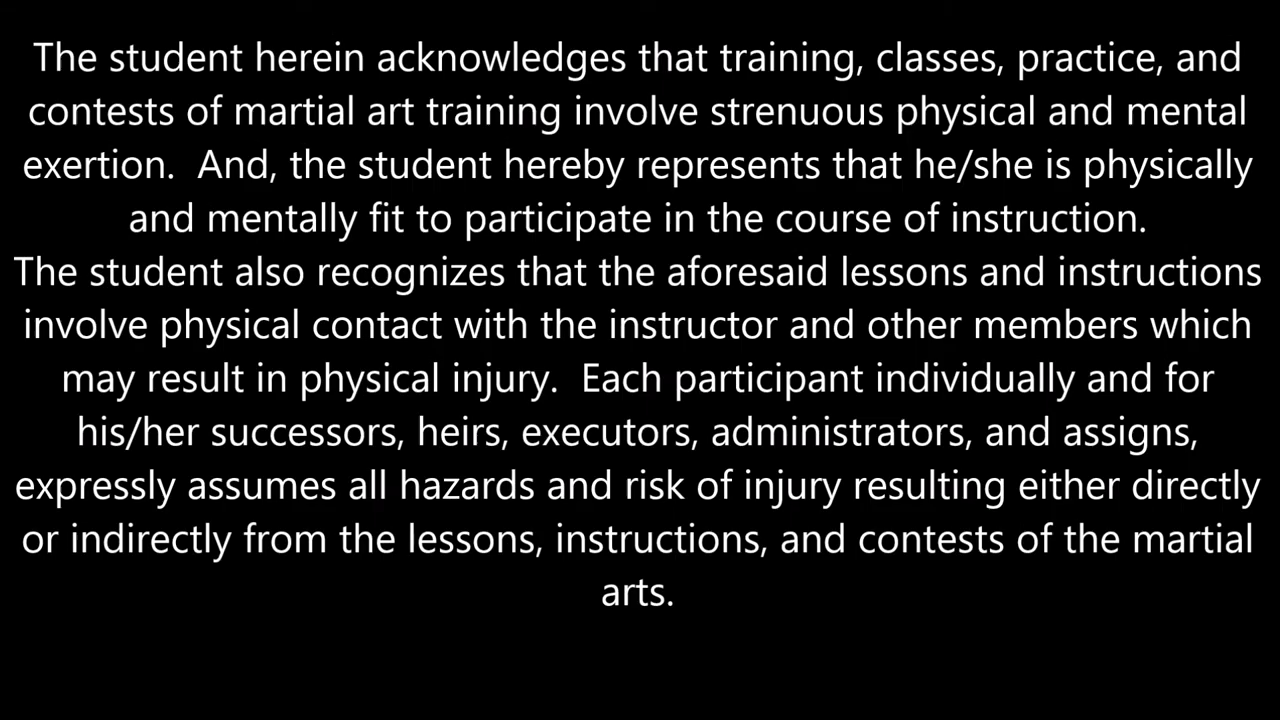 The student herein acknowledges that training, classes, practice, and
contests of martial art training involve strenuous physical and mental
exertion.  And, the student hereby represents that he/she is physically
and mentally fit to participate in the course of instruction.
The student also recognizes that the aforesaid lessons and instructions
involve physical contact with the instructor and other members which
may result in physical injury.  Each participant individually and for
his/her successors, heirs, executors, administrators, and assigns,
expressly assumes all hazards and risk of injury resulting either directly
or indirectly from the lessons, instructions, and contests of the martial
arts.